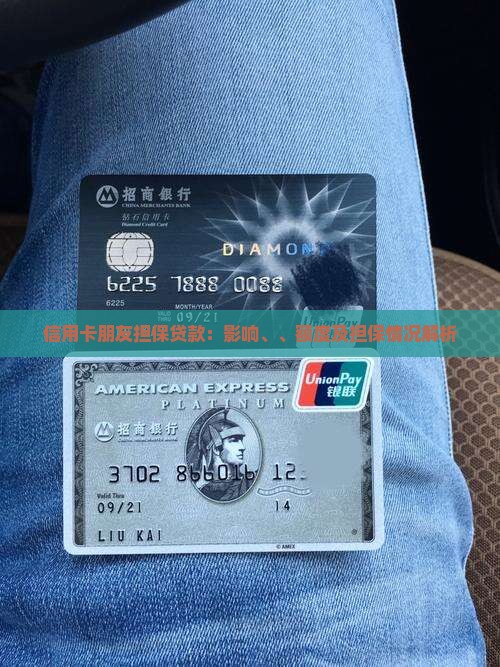 招商银行
CHINA MERCHANTS BANK
钻石信用卡
Diamond Credit Card
DIAMON
6225 7888 0088
6225
MONTH/YEAR
09/21
信用卡朋友担保贷款：影响、、额度及担保情况解析
AMERICAN EXPRESS
PLATINUM
UnionPay
银联
招商银行
CHINA MERCHANTS BANK
3702 866016 12
Valid Thru
09/21
14
LIU KAI
© AMEX